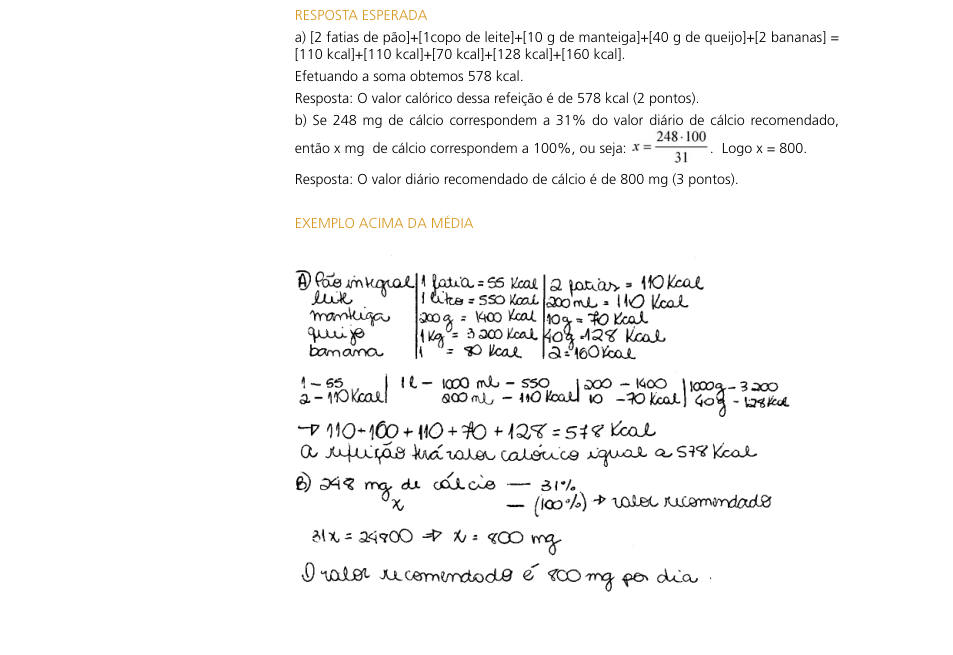 RESPOSTA ESPERADA
a) [2 fatias de pão]+[1copo de leite]+[10 g de manteiga]+[40 g de queijo]+[2 bananas] =
[110 kcal]+[110 kcal]+[70 kcal]+[128 kcal]+[160 kcal].
Efetuando a soma obtemos 578 kcal.
Resposta: O valor calórico dessa refeição é de 578 kcal (2 pontos).
b) Se 248 mg de cálcio correspondem a 31% do valor diário de cálcio recomendado,
então x mg de cálcio correspondem a 100%, ou seja: x = 248 · 100 / 31 . Logo x = 800.
Resposta: O valor diário recomendado de cálcio é de 800 mg (3 pontos).
EXEMPLO ACIMA DA MÉDIA
A) Pão integral | 1 fatia = 55 Kcal | 2 fatias = 110 Kcal
leite | 1 litro = 550 Kcal | 200 ml = 110 Kcal
manteiga | 200 g = 1400 Kcal | 10g = 70 Kcal
queijo | 1 Kg = 3 200 Kcal | 40g = 128 Kcal
banana | 1 = 80 Kcal | 2 = 160 Kcal
1 – 55 | 1 l – 1000 ml – 550 | 200 – 1400 | 1000g – 3 200
2 – 110 Kcal | 200 ml – 110 Kcal | 10 – 70 Kcal | 40g – 128 Kcal
→ 110 + 160 + 110 + 70 + 128 = 578 Kcal
A refeição terá valor calórico igual a 578 Kcal
B) 248 mg de cálcio — 31%
x — (100%) → valor recomendado
31x = 24800 → x = 800 mg
O valor recomendado é 800 mg por dia.